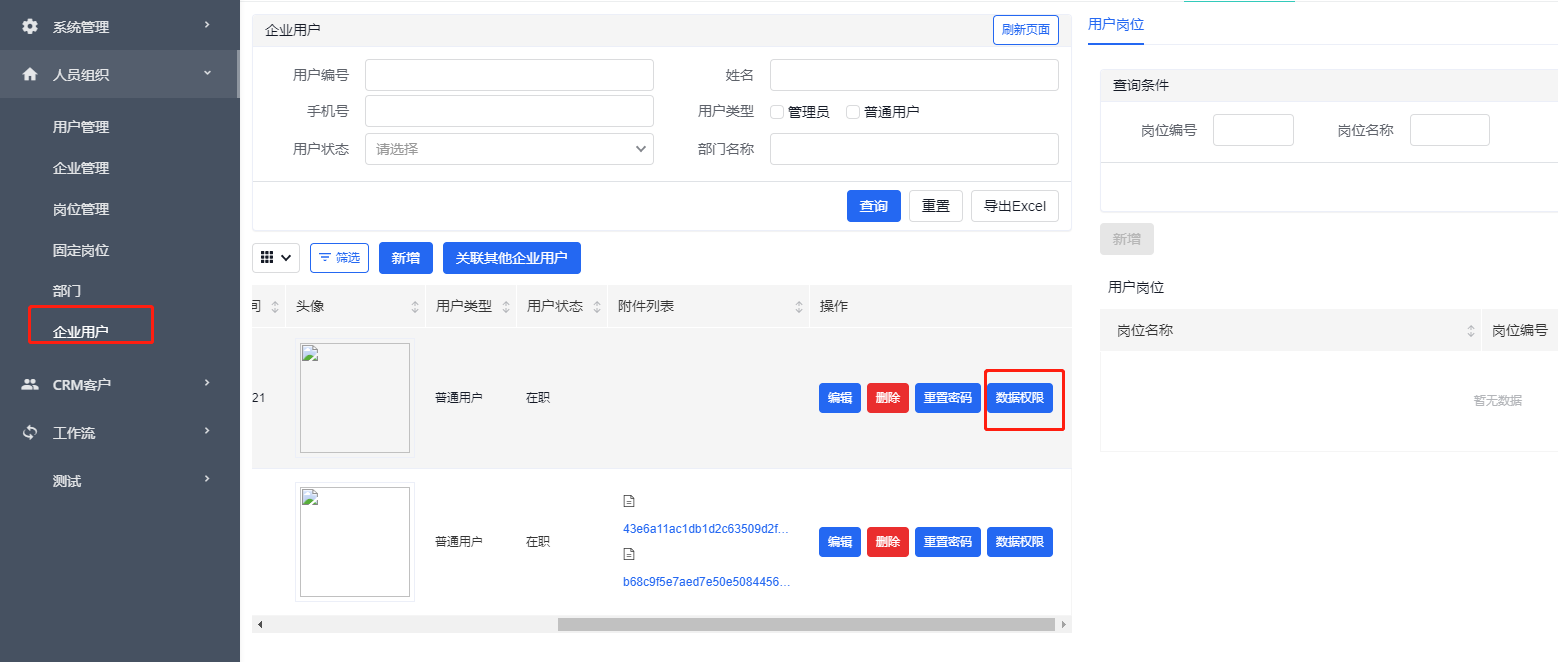 系统管理
人员组织
用户管理
企业管理
岗位管理
固定岗位
部门
企业用户
CRM客户
工作流
测试
企业用户
刷新页面
用户编号
姓名
手机号
用户类型
管理员
普通用户
用户状态
请选择
部门名称
查询
重置
导出Excel
筛选
新增
关联其他企业用户
间 头像 用户类型 用户状态 附件列表 操作
21 普通用户 在职 编辑 删除 重置密码 数据权限
普通用户 在职 43e6a11ac1db1d2c63509d2f... 编辑 删除 重置密码 数据权限
b68c9f5e7aed7e50e5084456...
用户岗位
查询条件
岗位编号
岗位名称
新增
用户岗位
岗位名称 岗位编号
暂无数据